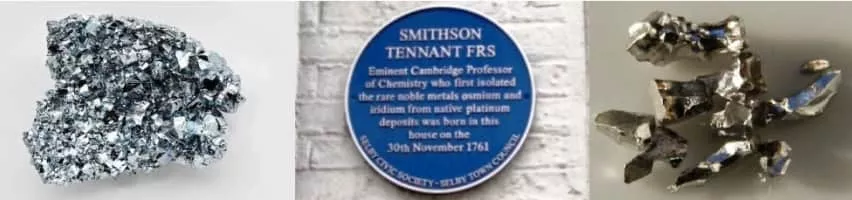 SMITHSON
TENNANT FRS
Eminent Cambridge Professor
of Chemistry who first isolated
the rare noble metals osmium and
iridium from native platinum
deposits was born in this
house on the
30th November 1761
SELBY CIVIC SOCIETY - SELBY TOWN COUNCIL